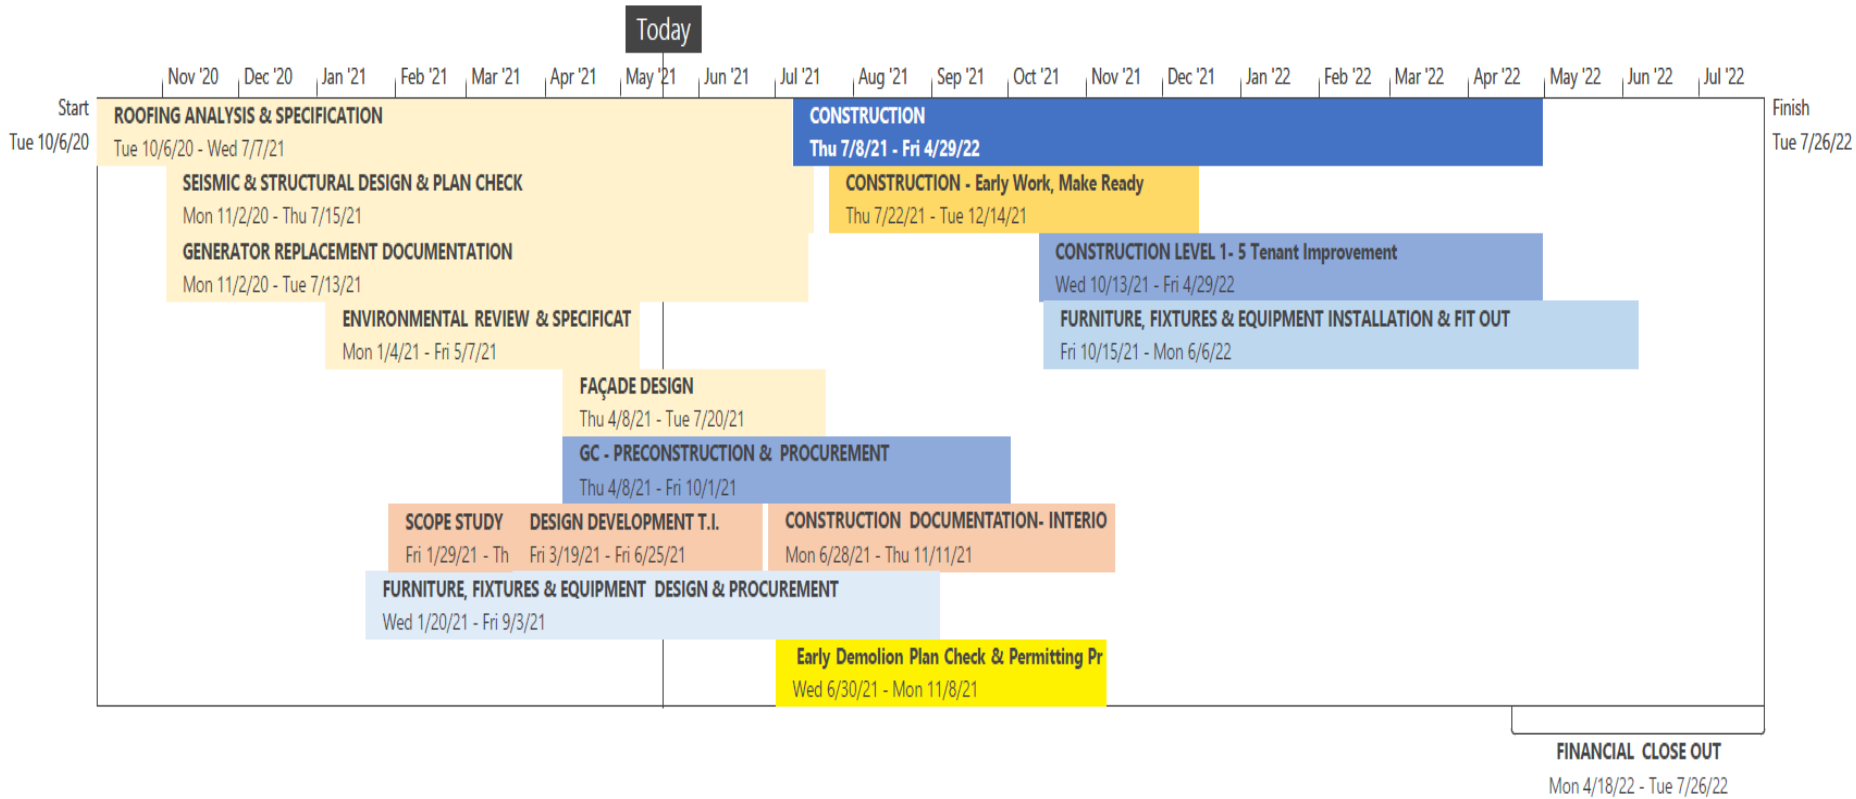 Today
Nov '20 Dec '20 Jan '21 Feb '21 Mar '21 Apr '21 May '21 Jun '21 Jul '21 Aug '21 Sep '21 Oct '21 Nov '21 Dec '21 Jan '22 Feb '22 Mar '22 Apr '22 May '22 Jun '22 Jul '22
Start
Tue 10/6/20
ROOFING ANALYSIS & SPECIFICATION
Tue 10/6/20 - Wed 7/7/21
CONSTRUCTION
Thu 7/8/21 - Fri 4/29/22
Finish
Tue 7/26/22
SEISMIC & STRUCTURAL DESIGN & PLAN CHECK
Mon 11/2/20 - Thu 7/15/21
CONSTRUCTION - Early Work, Make Ready
Thu 7/22/21 - Tue 12/14/21
GENERATOR REPLACEMENT DOCUMENTATION
Mon 11/2/20 - Tue 7/13/21
CONSTRUCTION LEVEL 1- 5 Tenant Improvement
Wed 10/13/21 - Fri 4/29/22
ENVIRONMENTAL REVIEW & SPECIFICAT
Mon 1/4/21 - Fri 5/7/21
FURNITURE, FIXTURES & EQUIPMENT INSTALLATION & FIT OUT
Fri 10/15/21 - Mon 6/6/22
FAÇADE DESIGN
Thu 4/8/21 - Tue 7/20/21
GC - PRECONSTRUCTION & PROCUREMENT
Thu 4/8/21 - Fri 10/1/21
SCOPE STUDY
Fri 1/29/21 - Th
DESIGN DEVELOPMENT T.I.
Fri 3/19/21 - Fri 6/25/21
CONSTRUCTION DOCUMENTATION- INTERIO
Mon 6/28/21 - Thu 11/11/21
FURNITURE, FIXTURES & EQUIPMENT DESIGN & PROCUREMENT
Wed 1/20/21 - Fri 9/3/21
Early Demolion Plan Check & Permitting Pr
Wed 6/30/21 - Mon 11/8/21
FINANCIAL CLOSE OUT
Mon 4/18/22 - Tue 7/26/22